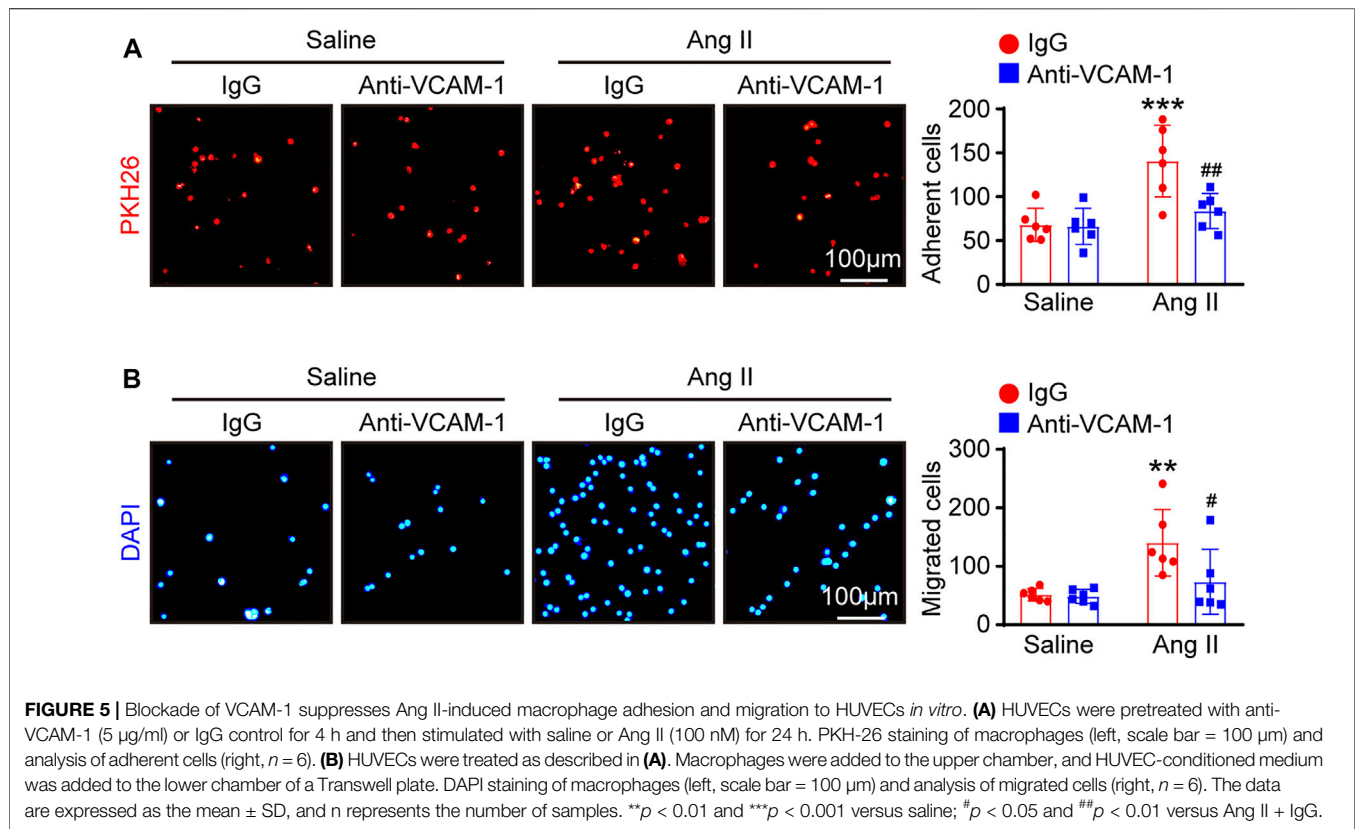 A
Saline
Ang II
IgG
Anti-VCAM-1
IgG
Anti-VCAM-1
PKH26
100µm
IgG
Anti-VCAM-1
Adherent cells
200
150
100
50
0
***
##
Saline
Ang II
B
Saline
Ang II
IgG
Anti-VCAM-1
IgG
Anti-VCAM-1
DAPI
100µm
IgG
Anti-VCAM-1
Migrated cells
300
200
100
0
**
#
Saline
Ang II
FIGURE 5 | Blockade of VCAM-1 suppresses Ang II-induced macrophage adhesion and migration to HUVECs in vitro. (A) HUVECs were pretreated with anti-
VCAM-1 (5 µg/ml) or IgG control for 4 h and then stimulated with saline or Ang II (100 nM) for 24 h. PKH-26 staining of macrophages (left, scale bar = 100 µm) and
analysis of adherent cells (right, n = 6). (B) HUVECs were treated as described in (A). Macrophages were added to the upper chamber, and HUVEC-conditioned medium
was added to the lower chamber of a Transwell plate. DAPI staining of macrophages (left, scale bar = 100 µm) and analysis of migrated cells (right, n = 6). The data
are expressed as the mean ± SD, and n represents the number of samples. **p < 0.01 and ***p < 0.001 versus saline; #p < 0.05 and ##p < 0.01 versus Ang II + IgG.